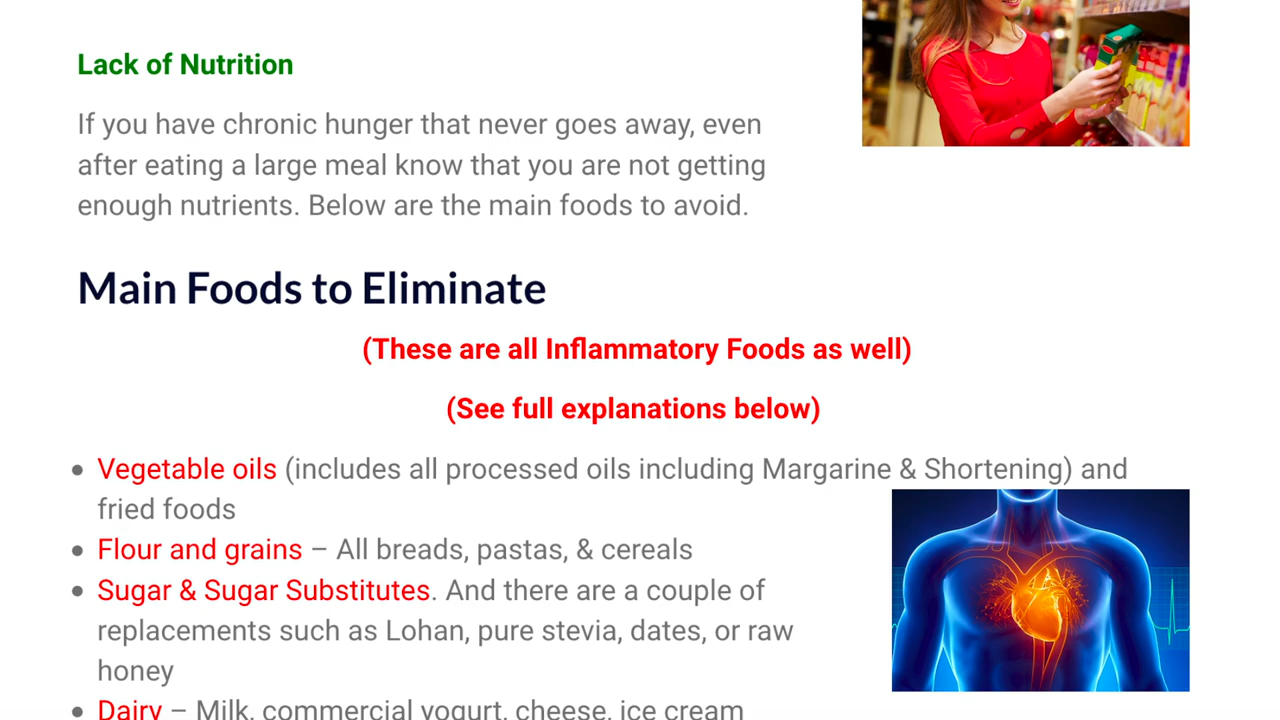 Lack of Nutrition
If you have chronic hunger that never goes away, even
after eating a large meal know that you are not getting
enough nutrients. Below are the main foods to avoid.
Main Foods to Eliminate
(These are all Inflammatory Foods as well)
(See full explanations below)
• Vegetable oils (includes all processed oils including Margarine & Shortening) and
fried foods
• Flour and grains – All breads, pastas, & cereals
• Sugar & Sugar Substitutes. And there are a couple of
replacements such as Lohan, pure stevia, dates, or raw
honey
• Dairy – Milk, commercial yogurt, cheese, ice cream